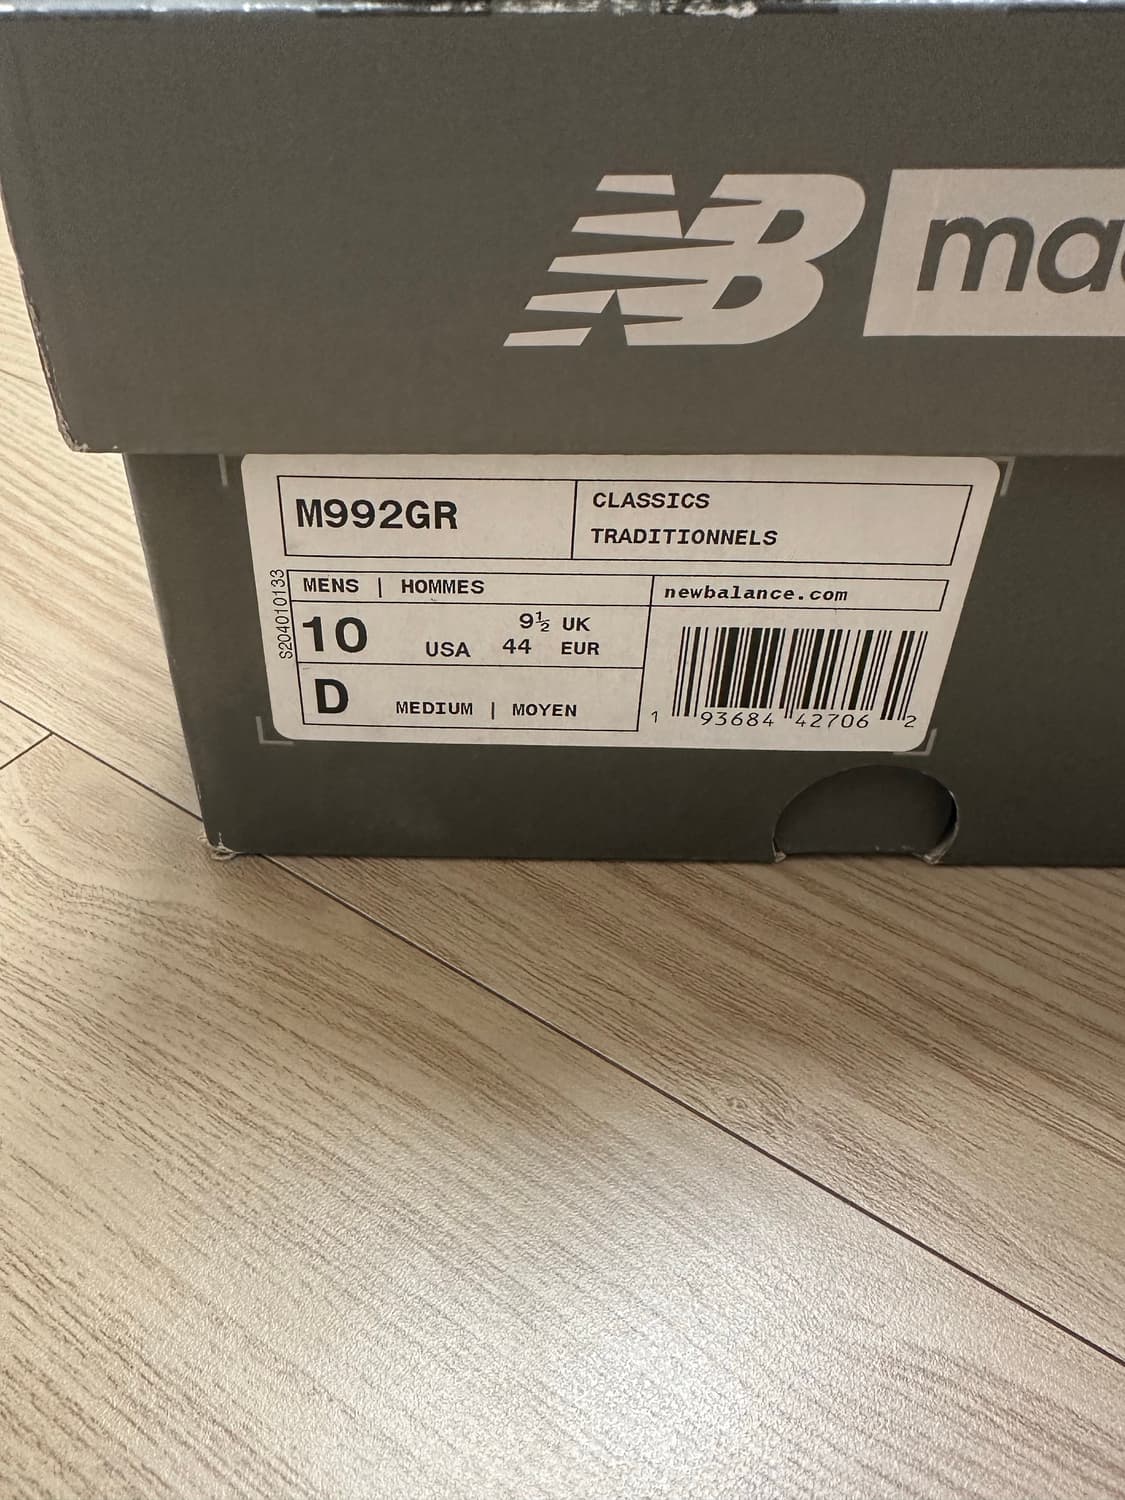 NB ma
M992GR
CLASSICS
TRADITIONNELS
S204010133
MENS | HOMMES
newbalance.com
10 USA 9½ UK
44 EUR
D MEDIUM | MOYEN
1 93684 42706 2